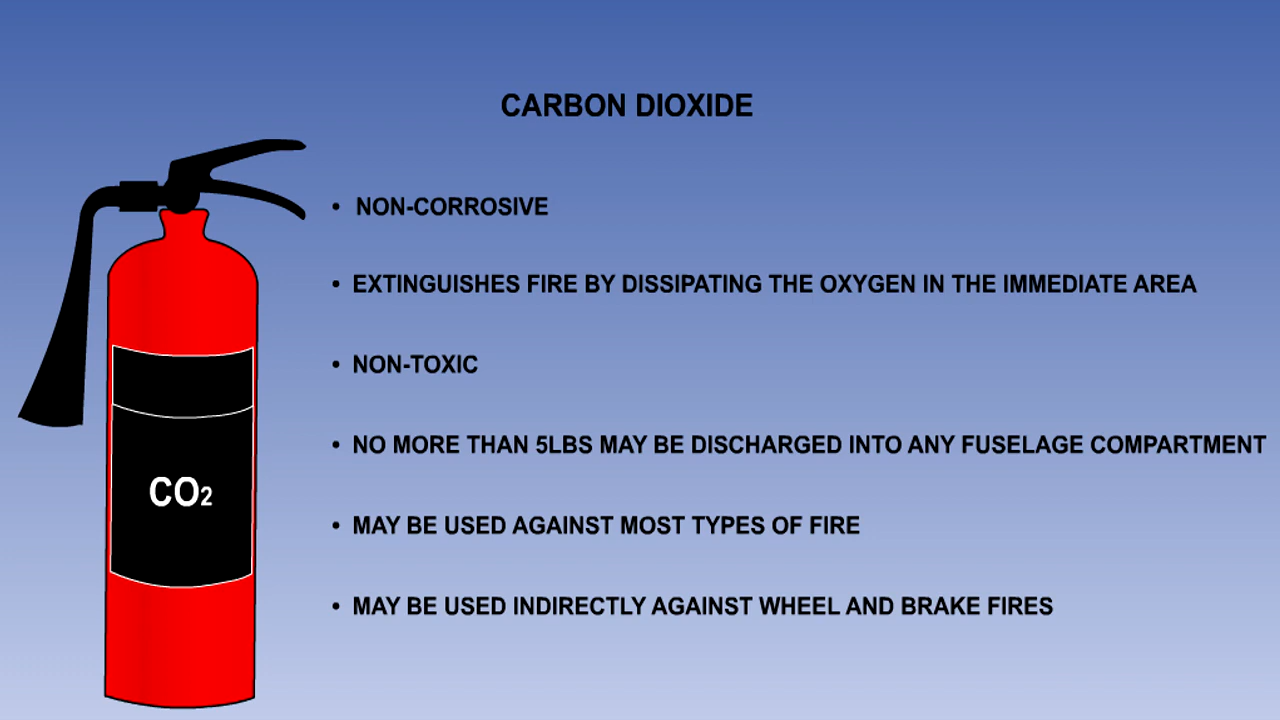 CARBON DIOXIDE
• NON-CORROSIVE
• EXTINGUISHES FIRE BY DISSIPATING THE OXYGEN IN THE IMMEDIATE AREA
• NON-TOXIC
• NO MORE THAN 5LBS MAY BE DISCHARGED INTO ANY FUSELAGE COMPARTMENT
CO₂
• MAY BE USED AGAINST MOST TYPES OF FIRE
• MAY BE USED INDIRECTLY AGAINST WHEEL AND BRAKE FIRES